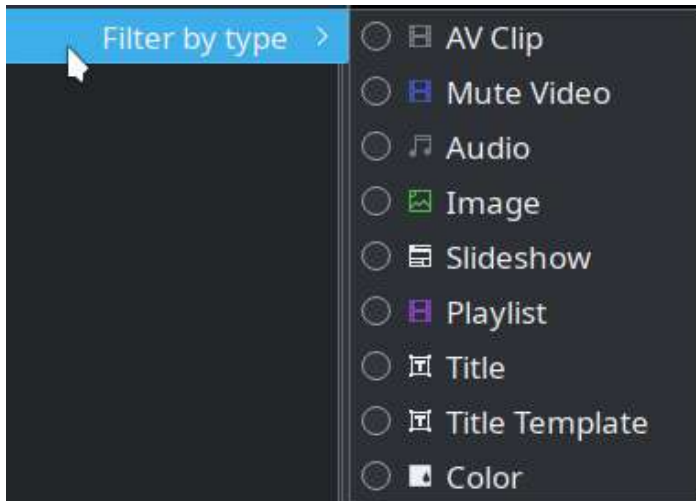 Filter by type
AV Clip
Mute Video
Audio
Image
Slideshow
Playlist
Title
Title Template
Color